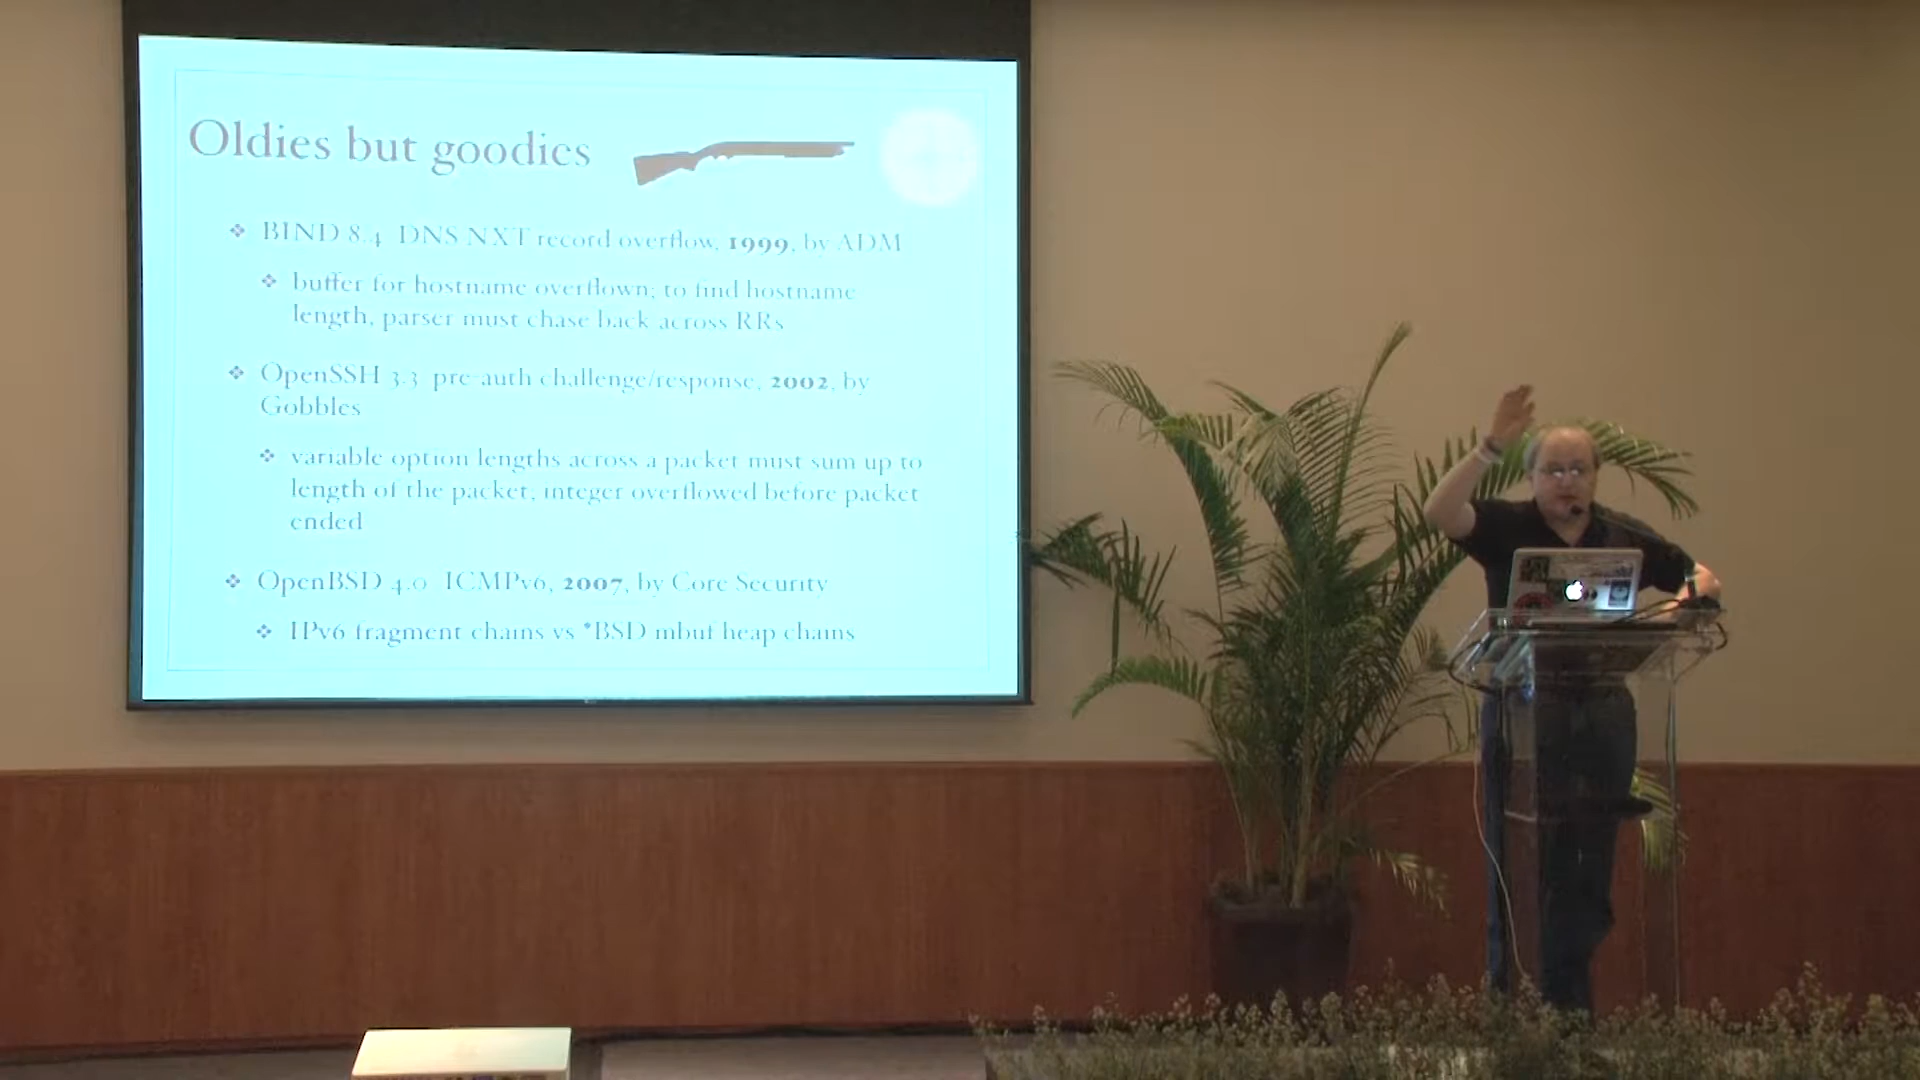 Oldies but goodies
BIND 8.4 DNS NXT record overflow, 1999, by ADM
buffer for hostname overflown; to find hostname
length, parser must chase back across RRs
OpenSSH 3.3 pre-auth challenge/response, 2002, by
Gobbles
variable option lengths across a packet must sum up to
length of the packet; integer overflowed before packet
ended
OpenBSD 4.0 ICMPv6, 2007, by Core Security
IPv6 fragment chains vs *BSD mbuf heap chains